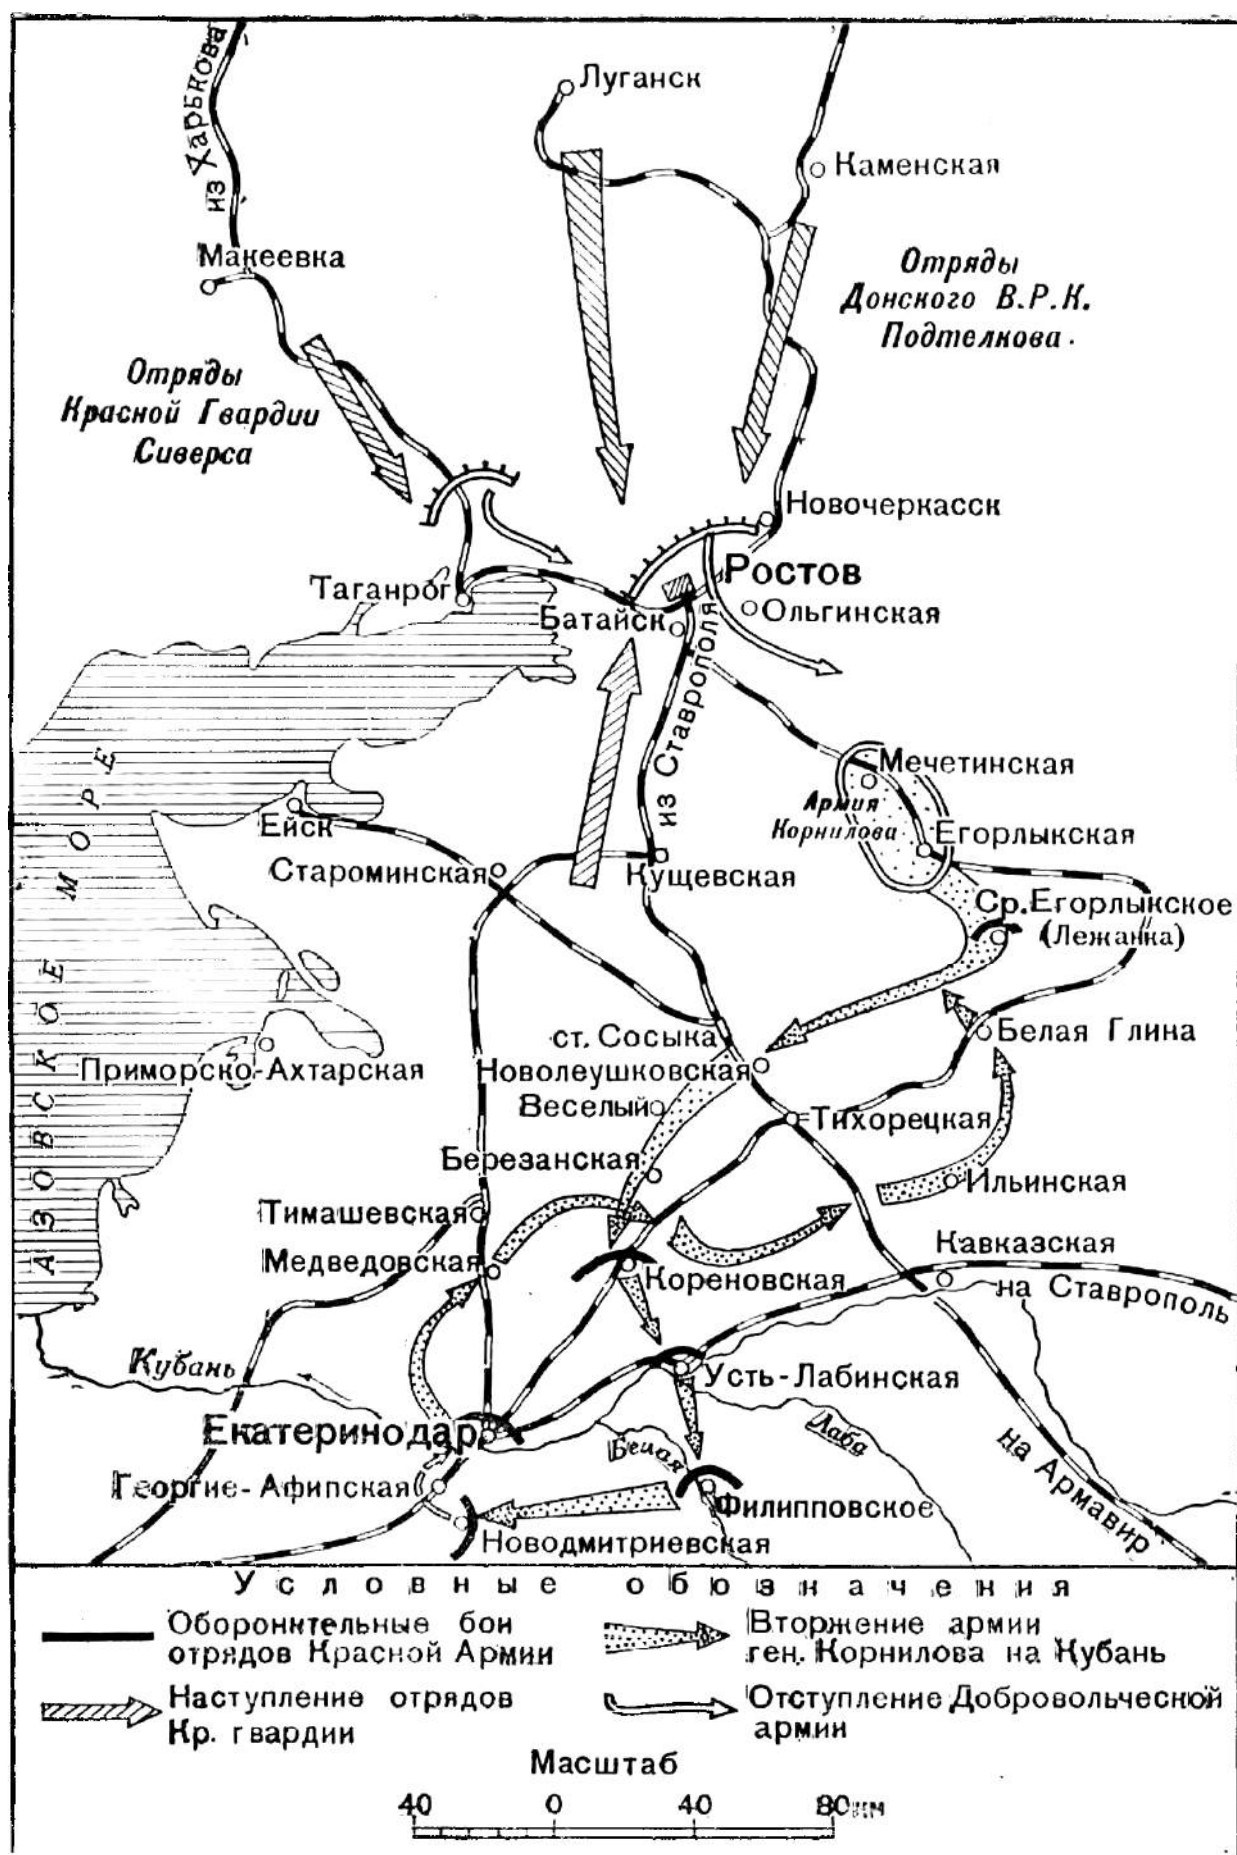 из Харькова
Луганск
Каменская
Макеевка
Отряды
Донского В.Р.К.
Подтелкова
Отряды
Красной Гвардии
Сиверса
Новочеркасск
Ростов
Таганрог
Батайск
Ольгинская
из Ставрополя
АЗОВСКОЕ МОРЕ
Мечетинская
Армия
Корнилова
Ейск
Егорлыкская
Староминская
Кущевская
Ср. Егорлыкское
(Лежанка)
ст. Сосыка
Белая Глина
Приморско-Ахтарская
Новолеушковская
Веселый
Тихорецкая
Березанская
Ильинская
Тимашевская
Медведовская
Кавказская
Кореновская
на Ставрополь
Кубань
Усть-Лабинская
Екатеринодар
Белая
Лаба
на Армавир
Георгие-Афипская
Филипповское
Новодмитриевская
Условные обозначения
Оборонительные бои
отрядов Красной Армии
Вторжение армии
ген. Корнилова на Кубань
Наступление отрядов
Кр. гвардии
Отступление Добровольческой
армии
Масштаб
40 0 40 80км